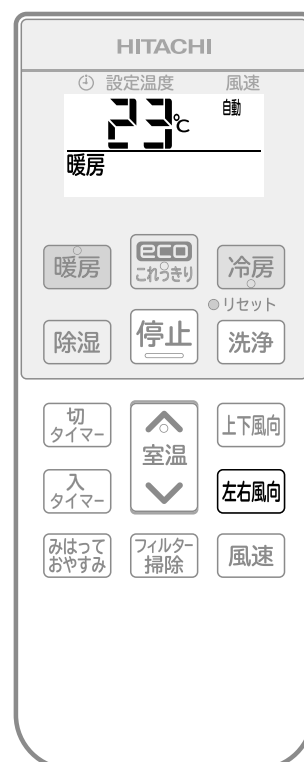 HITACHI
設定温度 風速
23℃ 自動
暖房
暖房 eco これっきり 冷房
リセット
除湿 停止 洗浄
切タイマー 室温 上下風向
入タイマー 左右風向
みはっておやすみ フィルター掃除 風速